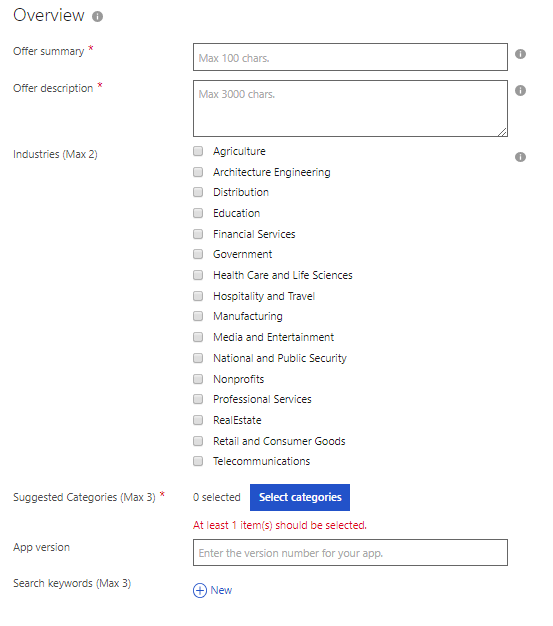 Overview
Offer summary *
Max 100 chars.
Offer description *
Max 3000 chars.
Industries (Max 2)
Agriculture
Architecture Engineering
Distribution
Education
Financial Services
Government
Health Care and Life Sciences
Hospitality and Travel
Manufacturing
Media and Entertainment
National and Public Security
Nonprofits
Professional Services
RealEstate
Retail and Consumer Goods
Telecommunications
Suggested Categories (Max 3) * 0 selected Select categories
At least 1 item(s) should be selected.
App version
Enter the version number for your app.
Search keywords (Max 3)
New